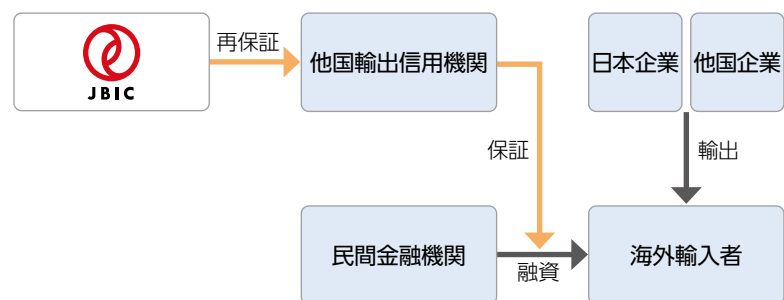 JBIC
再保証
他国輸出信用機関
日本企業
他国企業
保証
輸出
民間金融機関
融資
海外輸入者